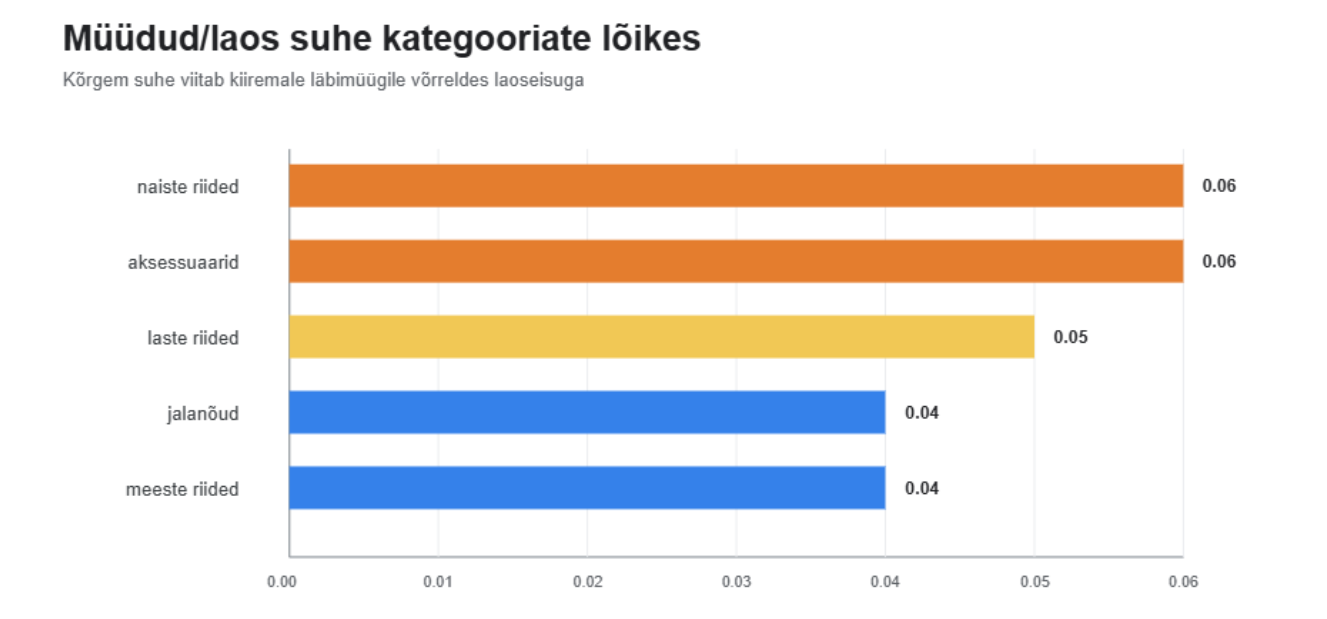 Müüdud/laos suhe kategooriate lõikes
Kõrgem suhe viitab kiiremale läbimüügile võrreldes laoseisuga
naiste riided
0.06
aksessuaarid
0.06
laste riided
0.05
jalanõud
0.04
meeste riided
0.04
0.00 0.01 0.02 0.03 0.04 0.05 0.06